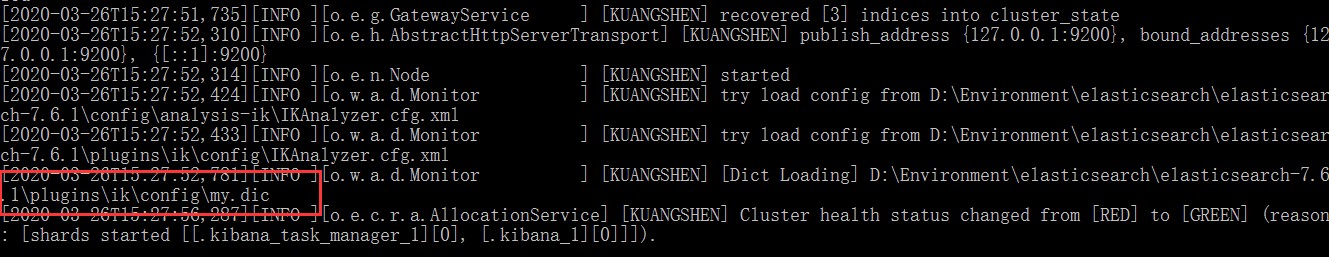 [2020-03-26T15:27:51,735][INFO ][o.e.g.GatewayService     ] [KUANGSHEN] recovered [3] indices into cluster_state
[2020-03-26T15:27:52,310][INFO ][o.e.h.AbstractHttpServerTransport] [KUANGSHEN] publish_address {127.0.0.1:9200}, bound_addresses {12
7.0.0.1:9200}, {[::1]:9200}
[2020-03-26T15:27:52,314][INFO ][o.e.n.Node               ] [KUANGSHEN] started
[2020-03-26T15:27:52,424][INFO ][o.w.a.d.Monitor          ] [KUANGSHEN] try load config from D:\Environment\elasticsearch\elasticsear
ch-7.6.1\config\analysis-ik\IKAnalyzer.cfg.xml
[2020-03-26T15:27:52,433][INFO ][o.w.a.d.Monitor          ] [KUANGSHEN] try load config from D:\Environment\elasticsearch\elasticsear
ch-7.6.1\plugins\ik\config\IKAnalyzer.cfg.xml
[2020-03-26T15:27:52,781][INFO ][o.w.a.d.Monitor          ] [KUANGSHEN] [Dict Loading] D:\Environment\elasticsearch\elasticsearch-7.6
.1\plugins\ik\config\my.dic
[2020-03-26T15:27:56,287][INFO ][o.e.c.r.a.AllocationService] [KUANGSHEN] Cluster health status changed from [RED] to [GREEN] (reason
: [shards started [[.kibana_task_manager_1][0], [.kibana_1][0]]]).